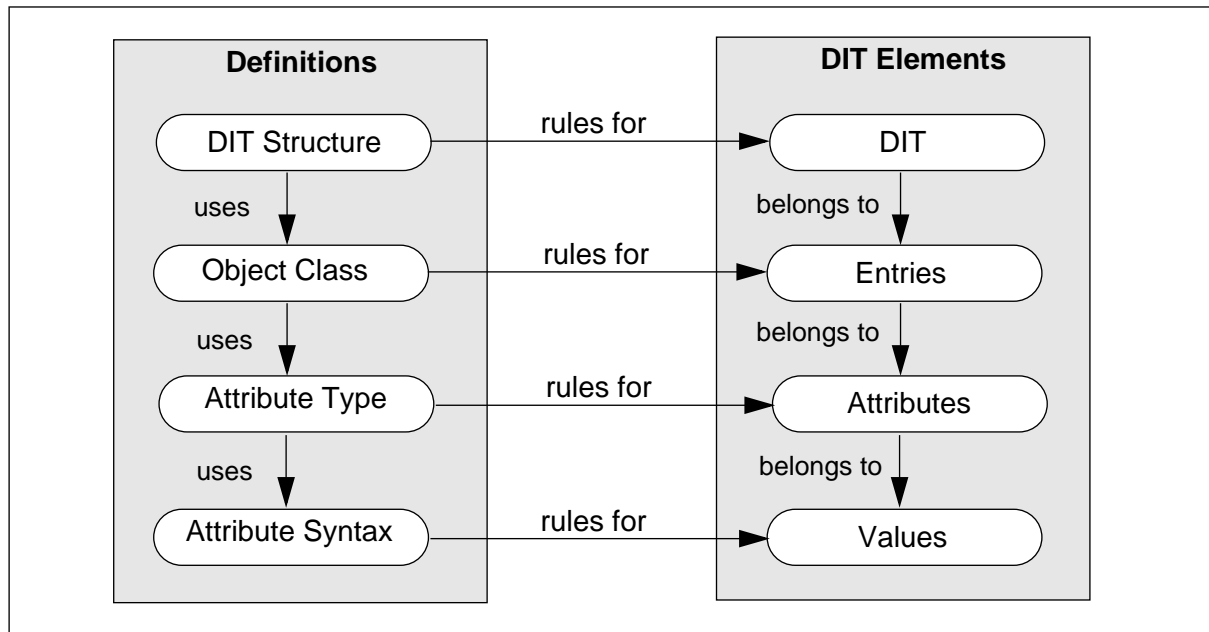 Definitions
DIT Elements
DIT Structure
rules for
DIT
uses
belongs to
Object Class
rules for
Entries
uses
belongs to
Attribute Type
rules for
Attributes
uses
belongs to
Attribute Syntax
rules for
Values